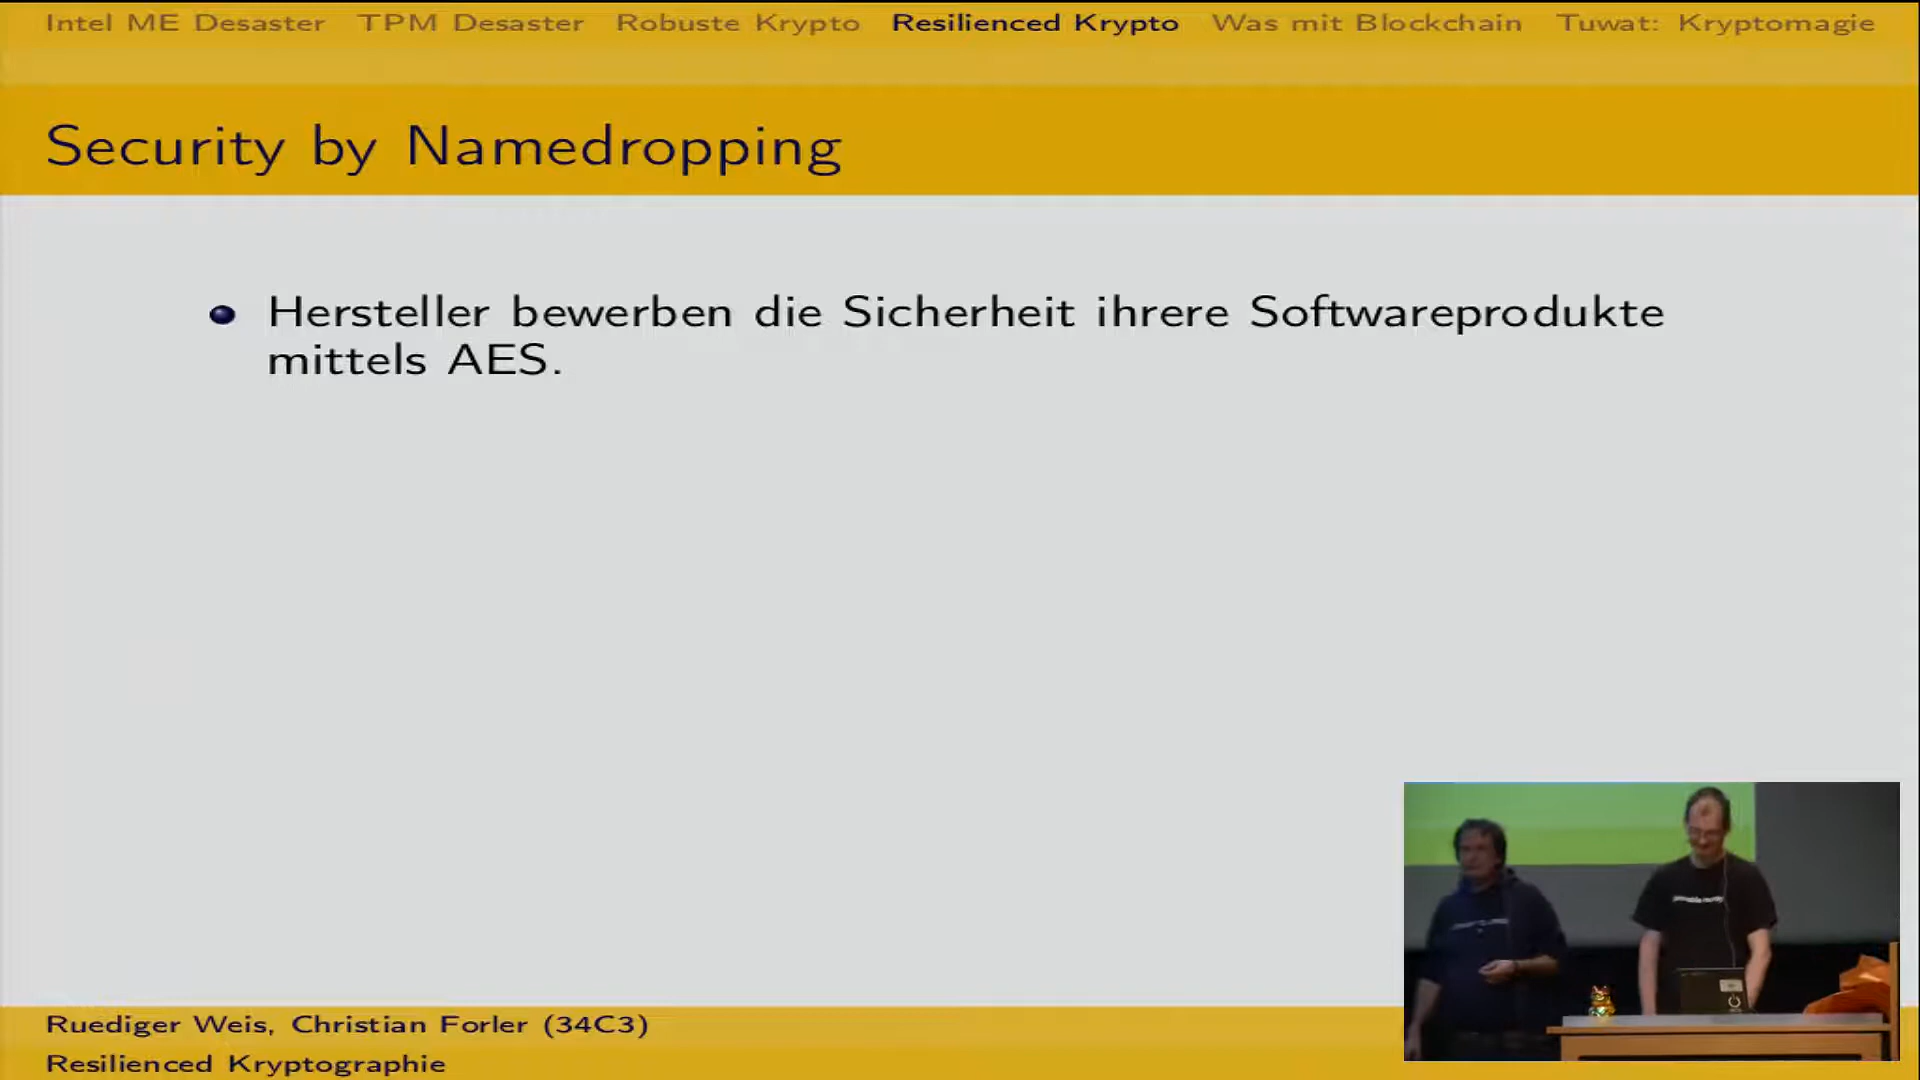 Intel ME Desaster TPM Desaster Robuste Krypto Resilienced Krypto Was mit Blockchain Tuwat: Kryptomagie
Security by Namedropping
Hersteller bewerben die Sicherheit ihrere Softwareprodukte
mittels AES.
Ruediger Weis, Christian Forler (34C3)
Resilienced Kryptographie